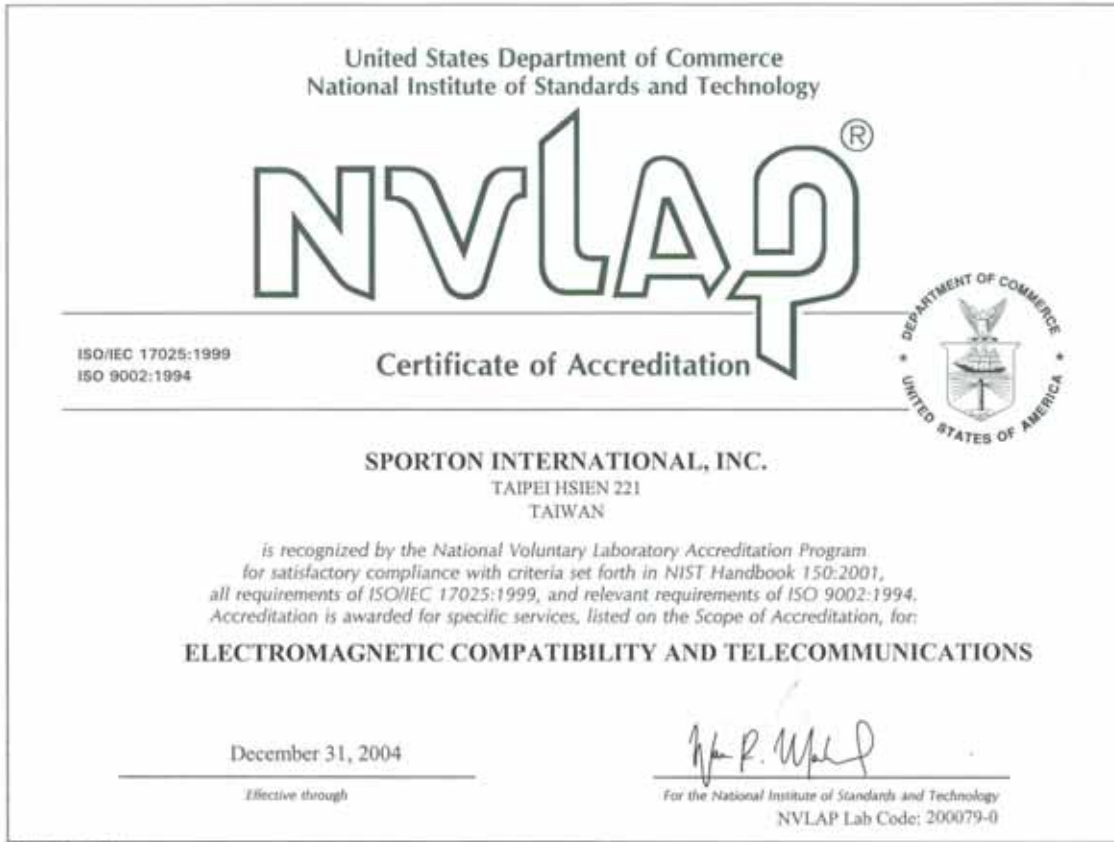 United States Department of Commerce
National Institute of Standards and Technology
NVLAP®
DEPARTMENT OF COMMERCE
UNITED STATES OF AMERICA
ISO/IEC 17025:1999
ISO 9002:1994
Certificate of Accreditation
SPORTON INTERNATIONAL, INC.
TAIPEI HSIEN 221
TAIWAN
is recognized by the National Voluntary Laboratory Accreditation Program
for satisfactory compliance with criteria set forth in NIST Handbook 150:2001,
all requirements of ISO/IEC 17025:1999, and relevant requirements of ISO 9002:1994.
Accreditation is awarded for specific services, listed on the Scope of Accreditation, for:
ELECTROMAGNETIC COMPATIBILITY AND TELECOMMUNICATIONS
December 31, 2004
Effective through
For the National Institute of Standards and Technology
NVLAP Lab Code: 200079-0